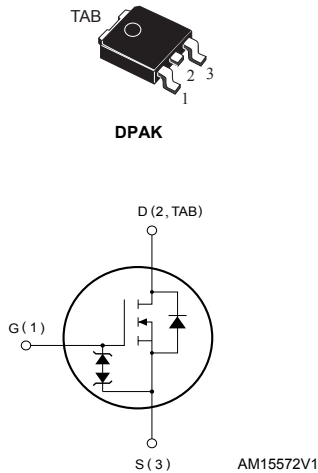 TAB
2 3
1
DPAK
D(2, TAB)
G(1)
S(3)
AM15572V1